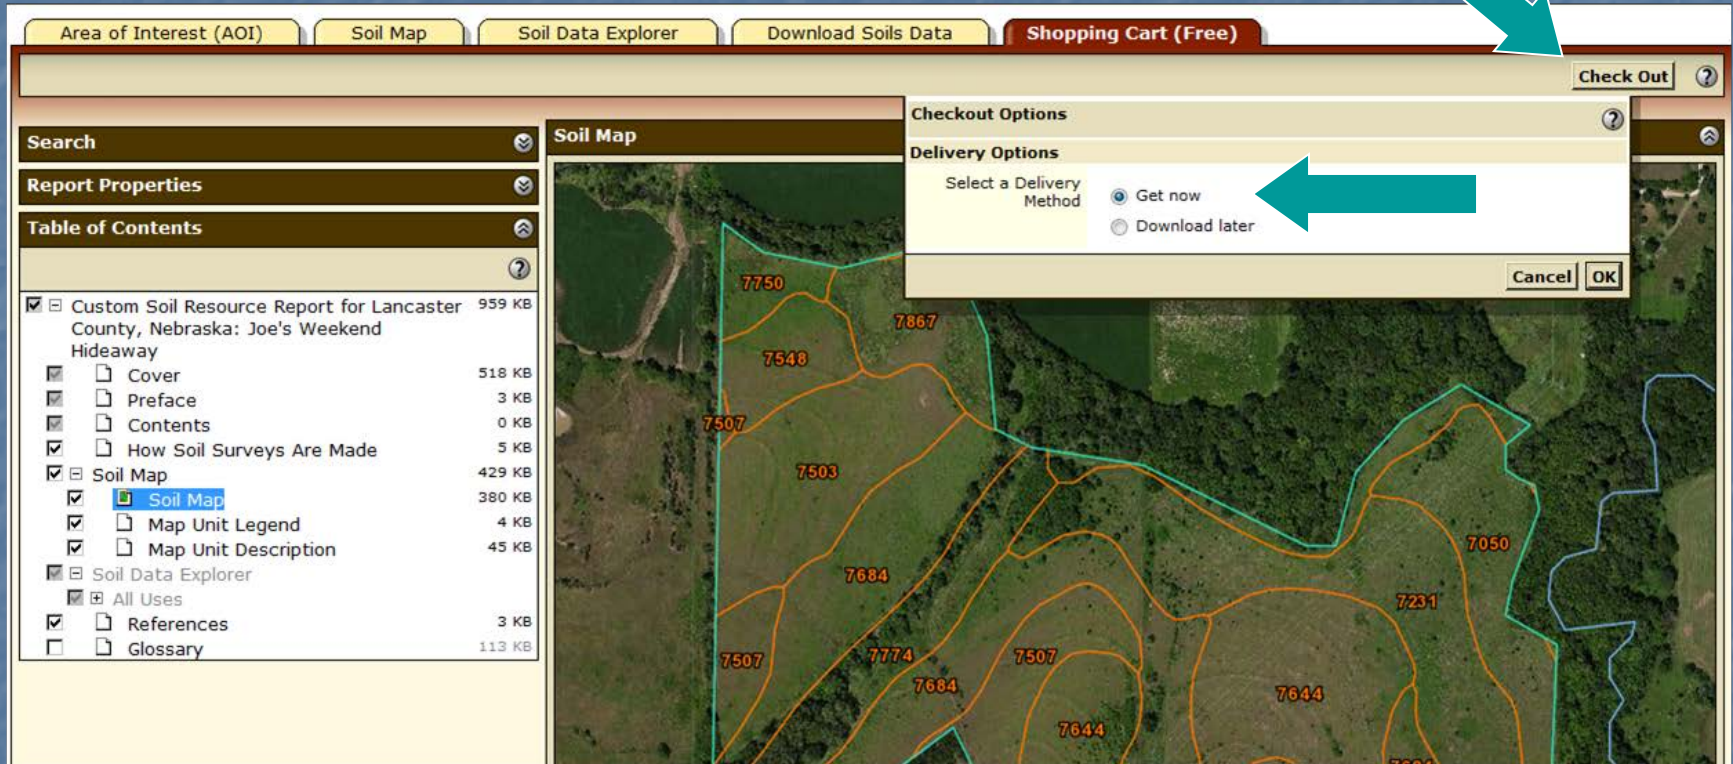 Area of Interest (AOI)
Soil Map
Soil Data Explorer
Download Soils Data
Shopping Cart (Free)
Check Out
?
Search
Report Properties
Table of Contents
?
Custom Soil Resource Report for Lancaster 959 KB
County, Nebraska: Joe's Weekend
Hideaway
Cover 518 KB
Preface 3 KB
Contents 0 KB
How Soil Surveys Are Made 5 KB
Soil Map 429 KB
Soil Map 380 KB
Map Unit Legend 4 KB
Map Unit Description 45 KB
Soil Data Explorer
All Uses
References 3 KB
Glossary 113 KB
Soil Map
Checkout Options
?
Delivery Options
Select a Delivery
Method
Get now
Download later
Cancel
OK
7750
7867
7548
7507
7503
7050
7684
7231
7507
7774
7507
7684
7644
7644